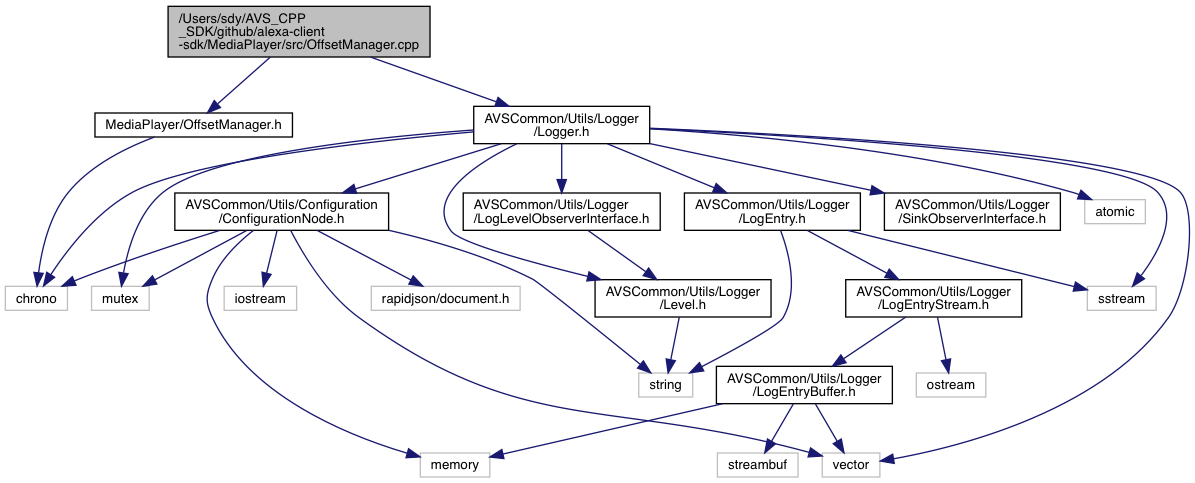 /Users/sdy/AVS_CPP
_SDK/github/alexa-client
-sdk/MediaPlayer/src/OffsetManager.cpp
MediaPlayer/OffsetManager.h
AVSCommon/Utils/Logger
/Logger.h
AVSCommon/Utils/Configuration
/ConfigurationNode.h
AVSCommon/Utils/Logger
/LogLevelObserverInterface.h
AVSCommon/Utils/Logger
/LogEntry.h
AVSCommon/Utils/Logger
/SinkObserverInterface.h
atomic
chrono
mutex
iostream
rapidjson/document.h
AVSCommon/Utils/Logger
/Level.h
AVSCommon/Utils/Logger
/LogEntryStream.h
sstream
string
AVSCommon/Utils/Logger
/LogEntryBuffer.h
ostream
memory
streambuf
vector